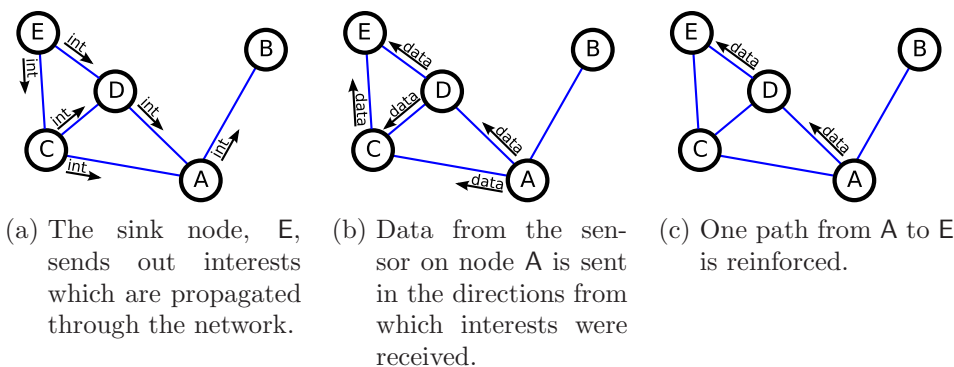 E
int
B
int
D
int
int
C
int
int
A
E
data
B
D
data
data
data
C
data
A
E
data
B
D
data
C
A
(a) The sink node, E,
sends out interests
which are propagated
through the network.
(b) Data from the sen-
sor on node A is sent
in the directions from
which interests were
received.
(c) One path from A to E
is reinforced.